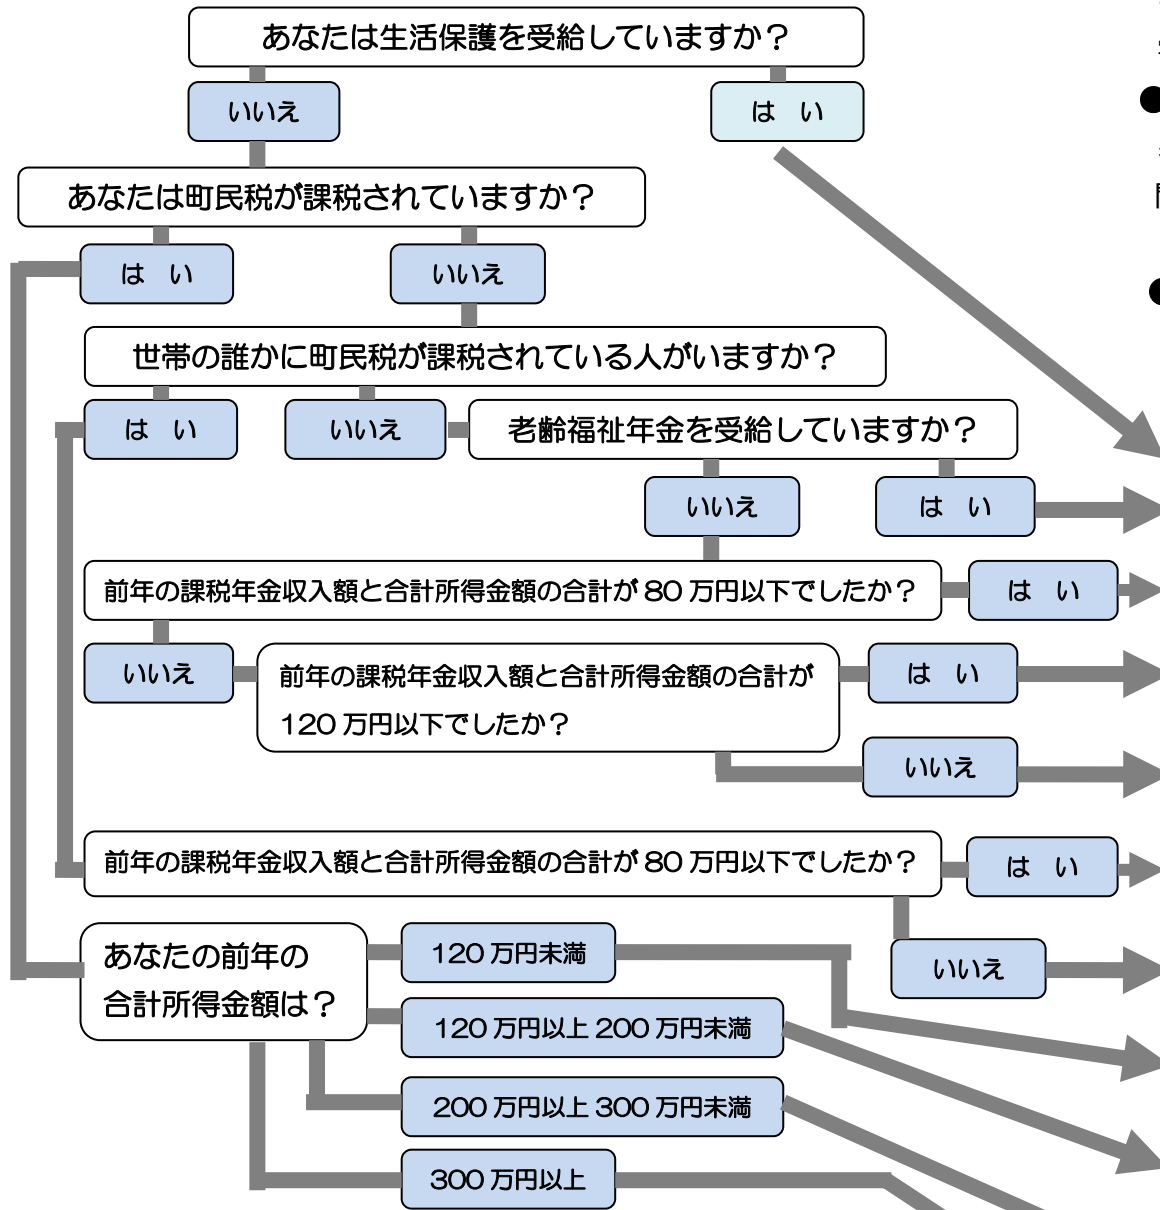 あなたは生活保護を受給していますか？
いいえ
は　い
あなたは町民税が課税されていますか？
は　い
いいえ
世帯の誰かに町民税が課税されている人がいますか？
は　い
いいえ
老齢福祉年金を受給していますか？
いいえ
は　い
前年の課税年金収入額と合計所得金額の合計が 80 万円以下でしたか？
は　い
いいえ
前年の課税年金収入額と合計所得金額の合計が
120 万円以下でしたか？
は　い
いいえ
前年の課税年金収入額と合計所得金額の合計が 80 万円以下でしたか？
は　い
いいえ
あなたの前年の
合計所得金額は？
120 万円未満
120 万円以上 200 万円未満
200 万円以上 300 万円未満
300 万円以上